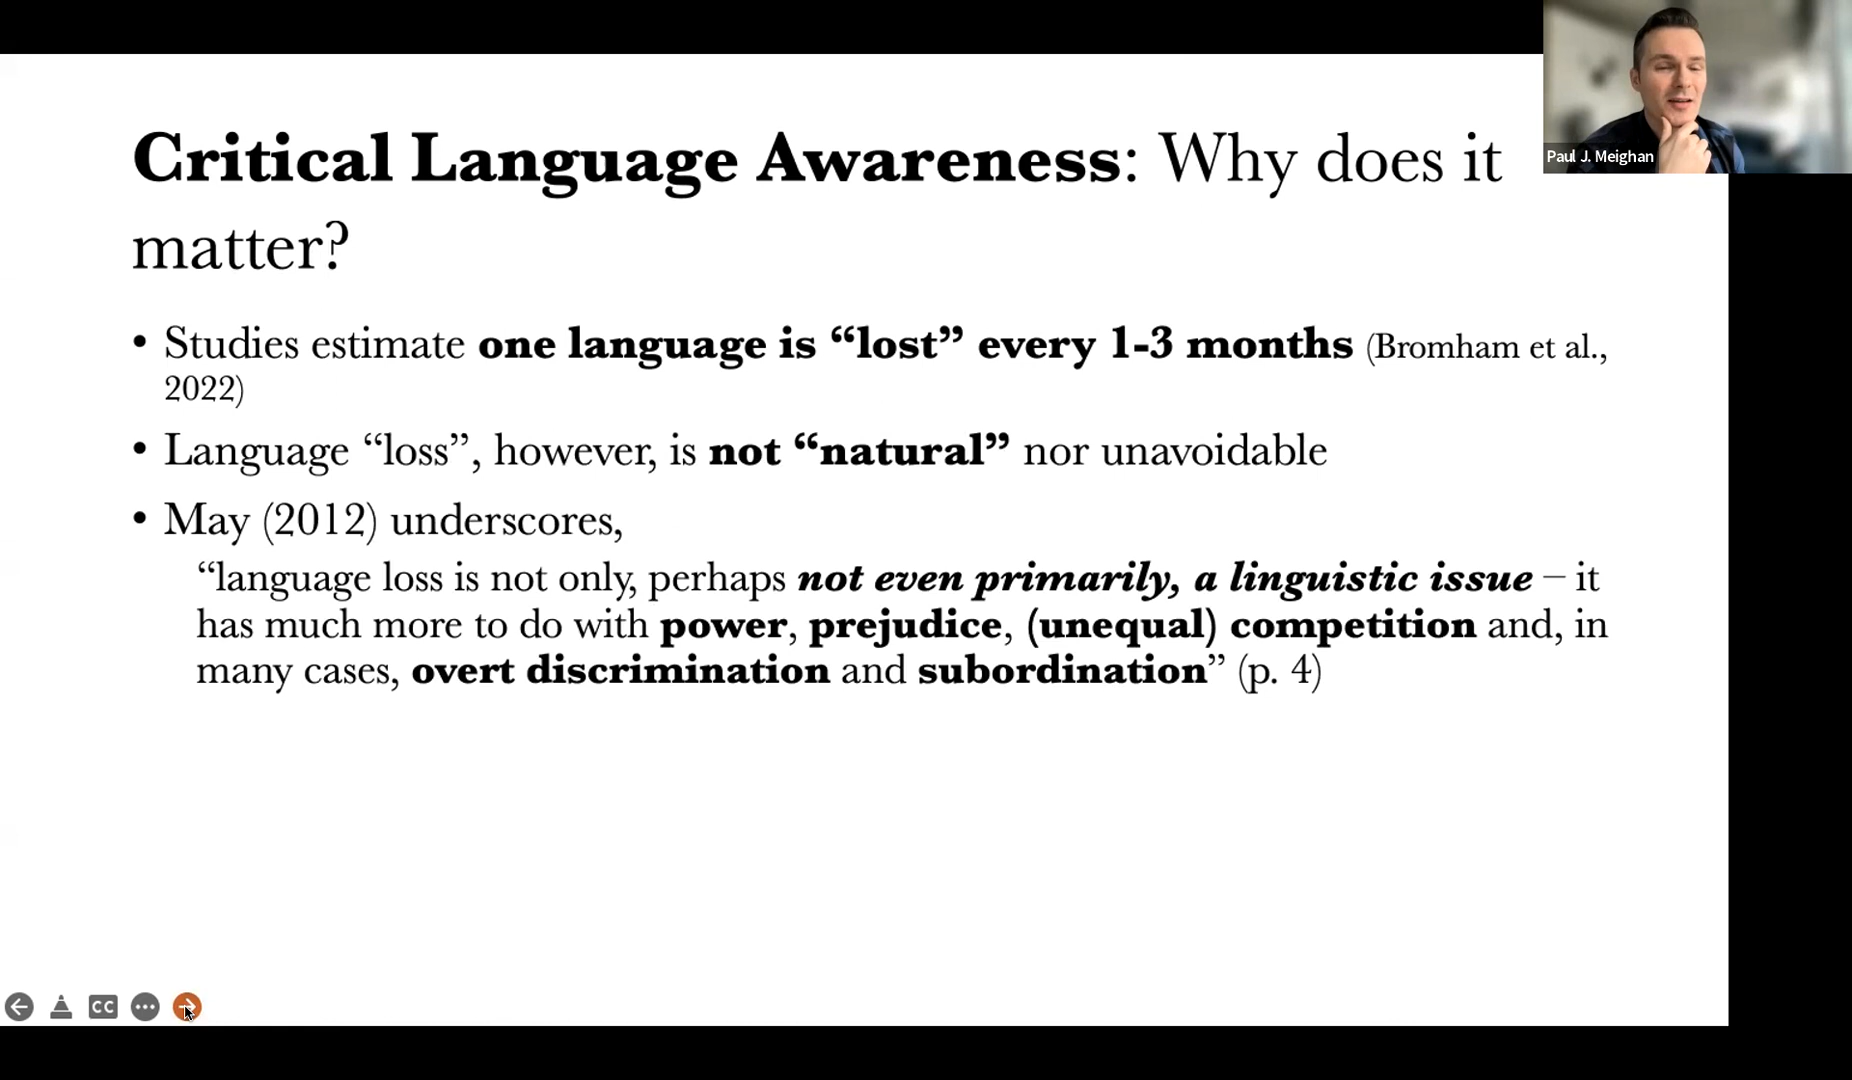 Critical Language Awareness: Why does it
matter?
Paul J. Meighan
• Studies estimate one language is “lost” every 1-3 months (Bromham et al.,
2022)
• Language “loss”, however, is not “natural” nor unavoidable
• May (2012) underscores,
“language loss is not only, perhaps not even primarily, a linguistic issue – it
has much more to do with power, prejudice, (unequal) competition and, in
many cases, overt discrimination and subordination” (p. 4)
CC